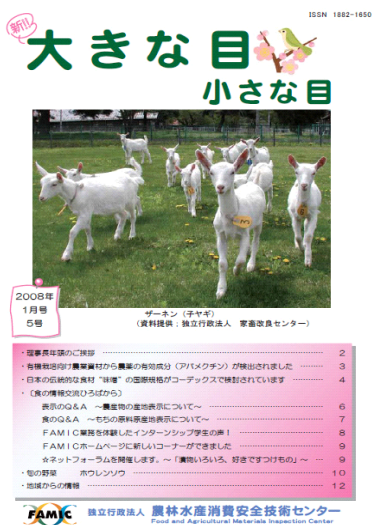 ISSN 1882-1650
新刊
大きな目
小さな目
2008年
1月号
5号
ザーネン（子ヤギ）
（資料提供；独立行政法人 家畜改良センター）
・理事長年頭のご挨拶 ………… 2
・有機栽培向け農業資材から農薬の有効成分（アバメクチン）が検出されました ………… 3
・日本の伝統的な食材“味噌”の国際規格がコーデックスで検討されています ………… 4
・〔食の情報交流ひろばから〕
表示のQ&A ～農産物の産地表示について～ ………… 6
食のQ&A ～もちの原料原産地表示について～ ………… 7
FAMIC業務を体験したインターンシップ学生の声！ ………… 8
FAMICホームページに新しいコーナーができました ………… 9
☆ネットフォーラムを開催します。～「漬物いろいろ、好きですつけもの」～ … 9
・旬の野菜 ホウレンソウ ………… 10
・地域からの情報 ………… 12
FAMIC 独立行政法人 農林水産消費安全技術センター
Food and Agricultural Materials Inspection Center